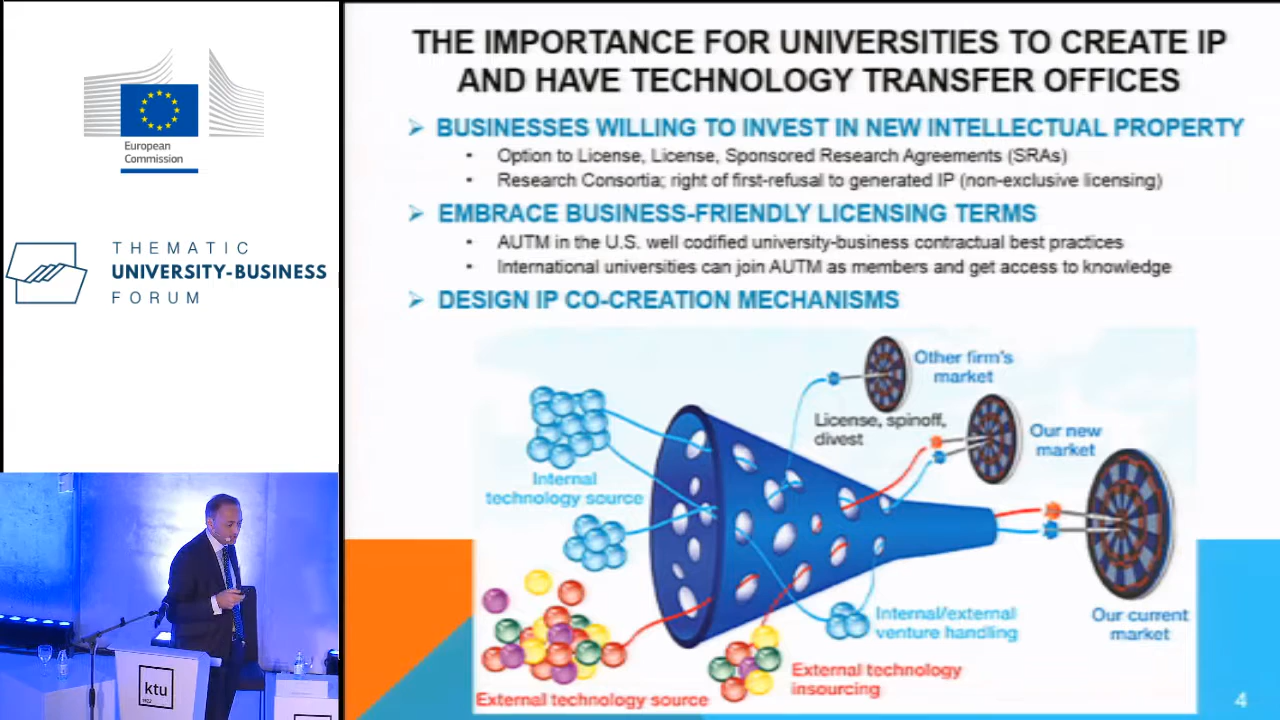 European
Commission
THEMATIC
UNIVERSITY-BUSINESS
FORUM
ktu
THE IMPORTANCE FOR UNIVERSITIES TO CREATE IP
AND HAVE TECHNOLOGY TRANSFER OFFICES
➢ BUSINESSES WILLING TO INVEST IN NEW INTELLECTUAL PROPERTY
• Option to License, License, Sponsored Research Agreements (SRAs)
• Research Consortia; right of first-refusal to generated IP (non-exclusive licensing)
➢ EMBRACE BUSINESS-FRIENDLY LICENSING TERMS
• AUTM in the U.S. well codified university-business contractual best practices
• International universities can join AUTM as members and get access to knowledge
➢ DESIGN IP CO-CREATION MECHANISMS
Other firm's
market
License, spinoff,
divest
Our new
market
Internal
technology source
Internal/external
venture handling
Our current
market
External technology
insourcing
External technology source
4